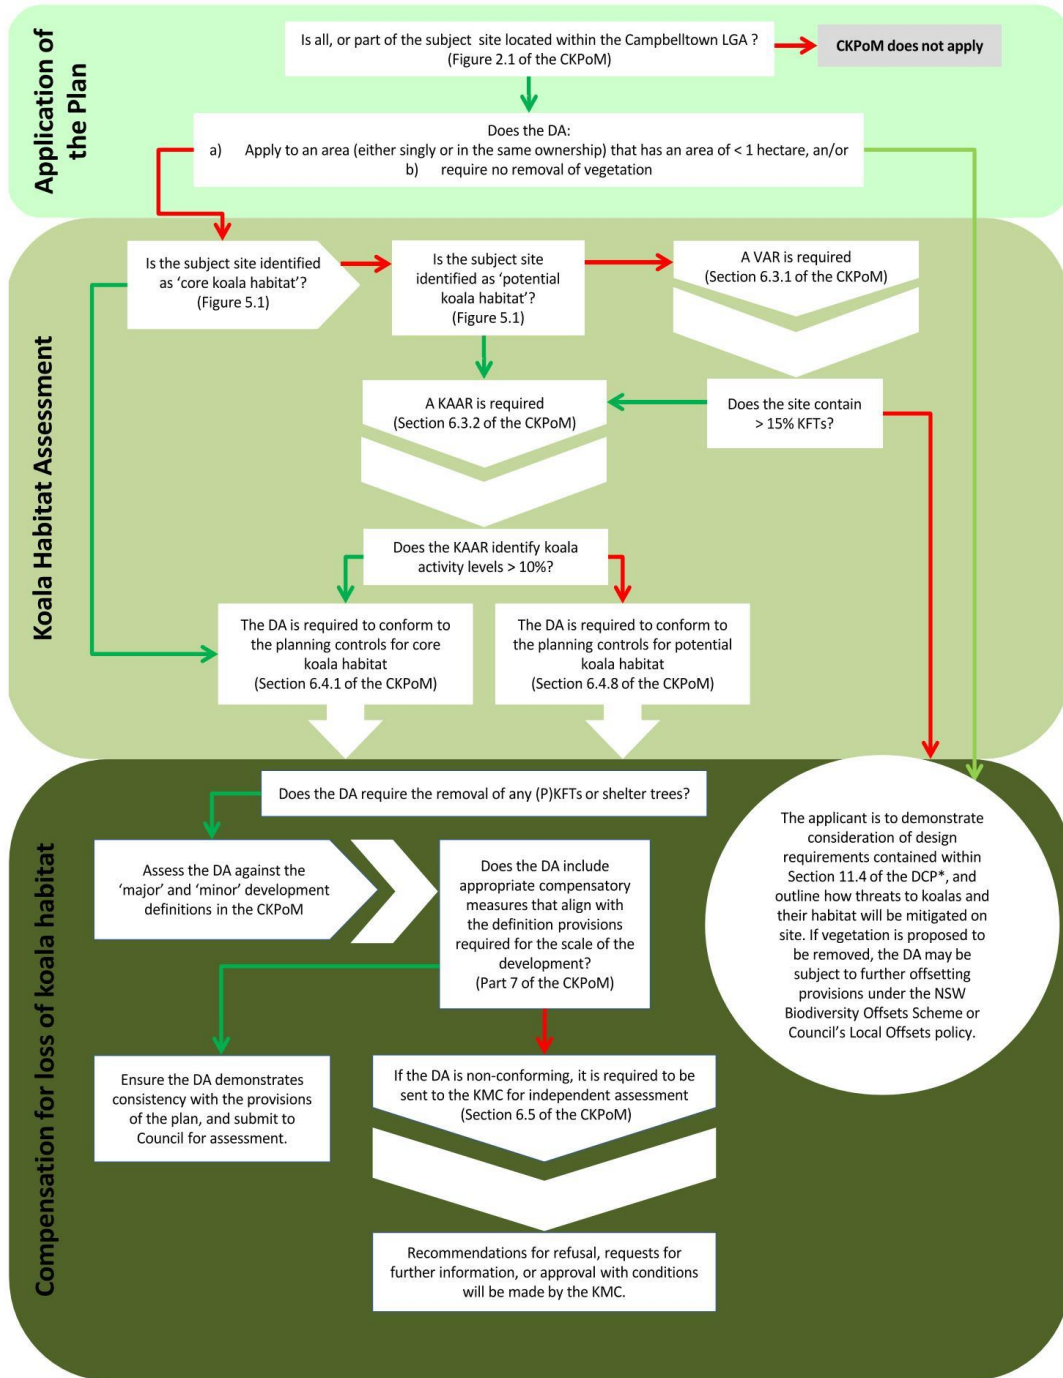 Application of
the Plan
Is all, or part of the subject site located within the Campbelltown LGA ?
(Figure 2.1 of the CKPoM)
CKPoM does not apply
Does the DA:
a) Apply to an area (either singly or in the same ownership) that has an area of < 1 hectare, an/or
b) require no removal of vegetation
Koala Habitat Assessment
Is the subject site identified
as ‘core koala habitat’?
(Figure 5.1)
Is the subject site
identified as ‘potential
koala habitat’?
(Figure 5.1)
A VAR is required
(Section 6.3.1 of the CKPoM)
A KAAR is required
(Section 6.3.2 of the CKPoM)
Does the site contain
> 15% KFTs?
Does the KAAR identify koala
activity levels > 10%?
The DA is required to conform to
the planning controls for core
koala habitat
(Section 6.4.1 of the CKPoM)
The DA is required to conform to
the planning controls for potential
koala habitat
(Section 6.4.8 of the CKPoM)
Compensation for loss of koala habitat
Does the DA require the removal of any (P)KFTs or shelter trees?
Assess the DA against the
‘major’ and ‘minor’ development
definitions in the CKPoM
Does the DA include
appropriate compensatory
measures that align with
the definition provisions
required for the scale of the
development?
(Part 7 of the CKPoM)
The applicant is to demonstrate
consideration of design
requirements contained within
Section 11.4 of the DCP*, and
outline how threats to koalas and
their habitat will be mitigated on
site. If vegetation is proposed to
be removed, the DA may be
subject to further offsetting
provisions under the NSW
Biodiversity Offsets Scheme or
Council’s Local Offsets policy.
Ensure the DA demonstrates
consistency with the provisions
of the plan, and submit to
Council for assessment.
If the DA is non-conforming, it is required to be
sent to the KMC for independent assessment
(Section 6.5 of the CKPoM)
Recommendations for refusal, requests for
further information, or approval with conditions
will be made by the KMC.